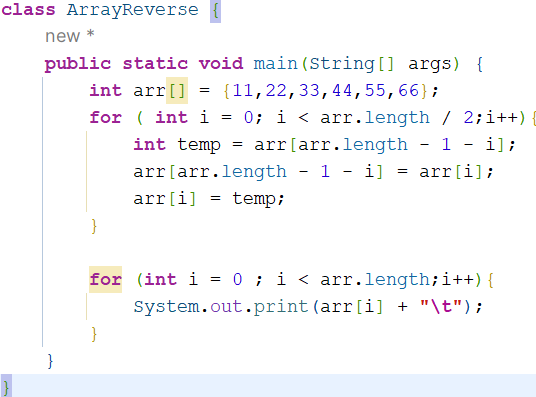 class ArrayReverse {
new *
public static void main(String[] args) {
int arr[] = {11,22,33,44,55,66};
for ( int i = 0; i < arr.length / 2;i++){
int temp = arr[arr.length - 1 - i];
arr[arr.length - 1 - i] = arr[i];
arr[i] = temp;
}
for (int i = 0 ; i < arr.length;i++){
System.out.print(arr[i] + "\t");
}
}
}